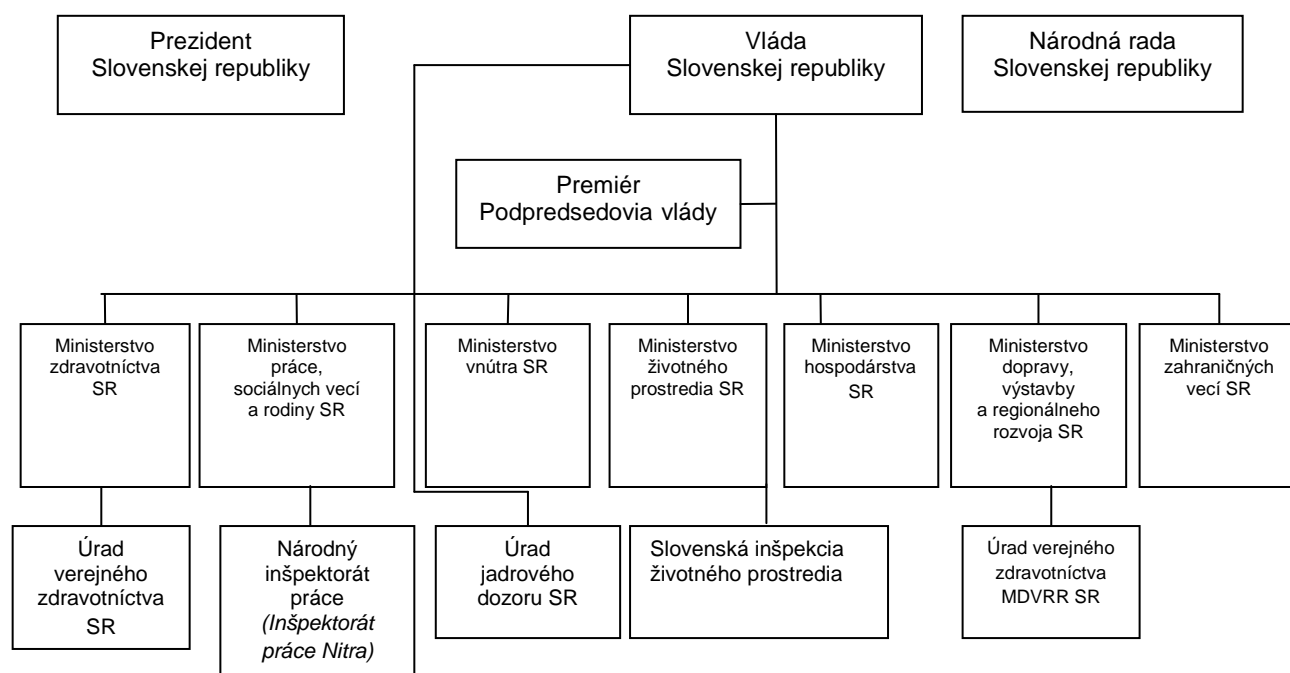 Prezident
Slovenskej republiky
Vláda
Slovenskej republiky
Národná rada
Slovenskej republiky
Premiér
Podpredsedovia vlády
Ministerstvo
zdravotníctva
SR
Ministerstvo
práce,
sociálnych vecí
a rodiny SR
Ministerstvo
vnútra SR
Ministerstvo
životného
prostredia SR
Ministerstvo
hospodárstva
SR
Ministerstvo
dopravy,
výstavby
a regionálneho
rozvoja SR
Ministerstvo
zahraničných
vecí SR
Úrad
verejného
zdravotníctva
SR
Národný
inšpektorát
práce
(Inšpektorát
práce Nitra)
Úrad
jadrového
dozoru SR
Slovenská inšpekcia
životného prostredia
Úrad verejného
zdravotníctva
MDVRR SR